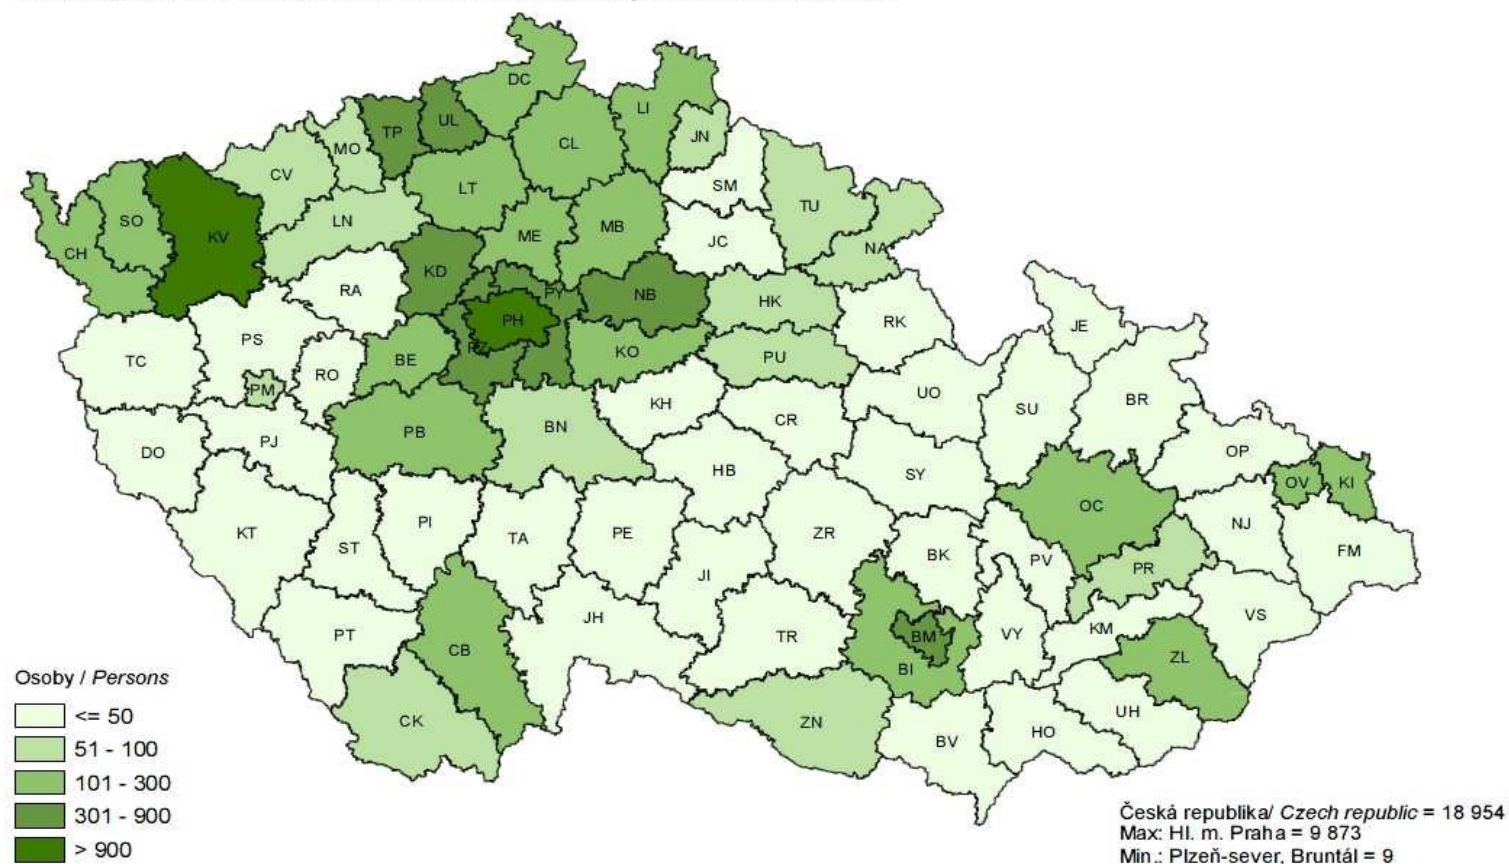 DC
UL
TP
LI
MO
CL
JN
CV
SM
LT
TU
SO
LN
KV
ME
MB
JC
NA
CH
KD
RA
PY
NB
HK
PH
RK
JE
PS
TC
RO
BE
KO
PU
PM
UO
BR
KH
SU
CR
PB
BN
PJ
DO
OP
HB
SY
OV
KI
OC
PI
NJ
KT
ST
TA
PE
ZR
BK
PV
FM
PR
JI
VS
JH
PT
TR
BM
VY
KM
CB
BI
ZL
Osoby / Persons
<= 50
51 - 100
101 - 300
301 - 900
> 900
CK
ZN
UH
HO
BV
Česká republika/ Czech republic = 18 954
Max: Hl. m. Praha = 9 873
Min.: Plzeň-sever, Bruntál = 9